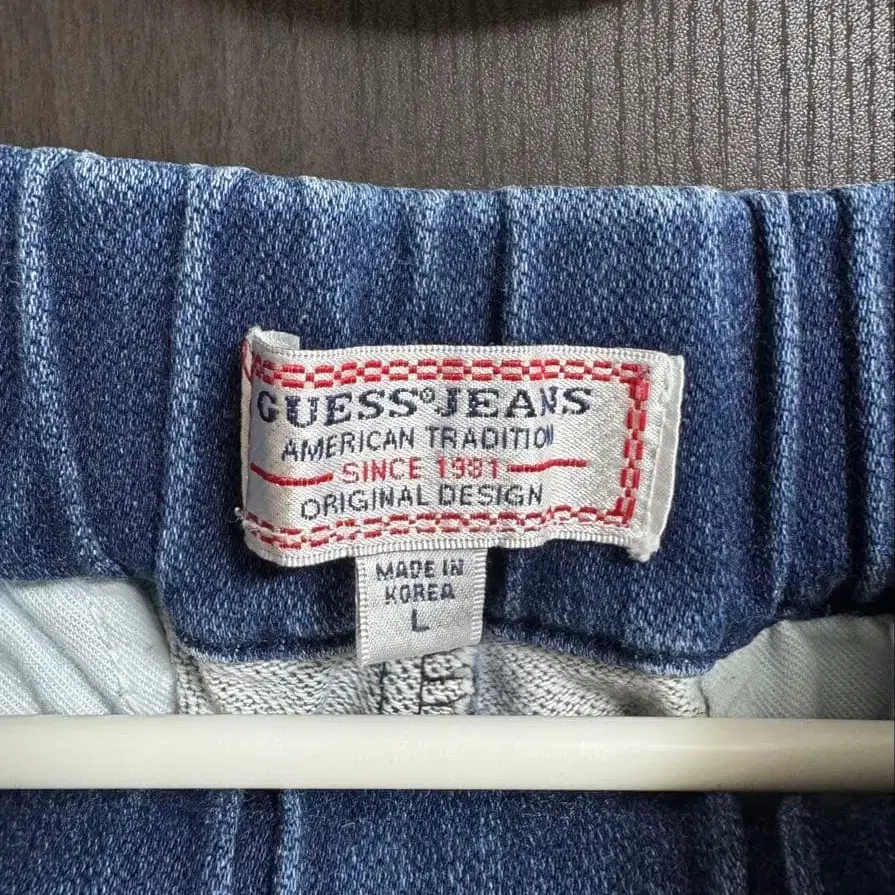 GUESS® JEANS
AMERICAN TRADITION
SINCE 1981
ORIGINAL DESIGN
MADE IN
KOREA
L